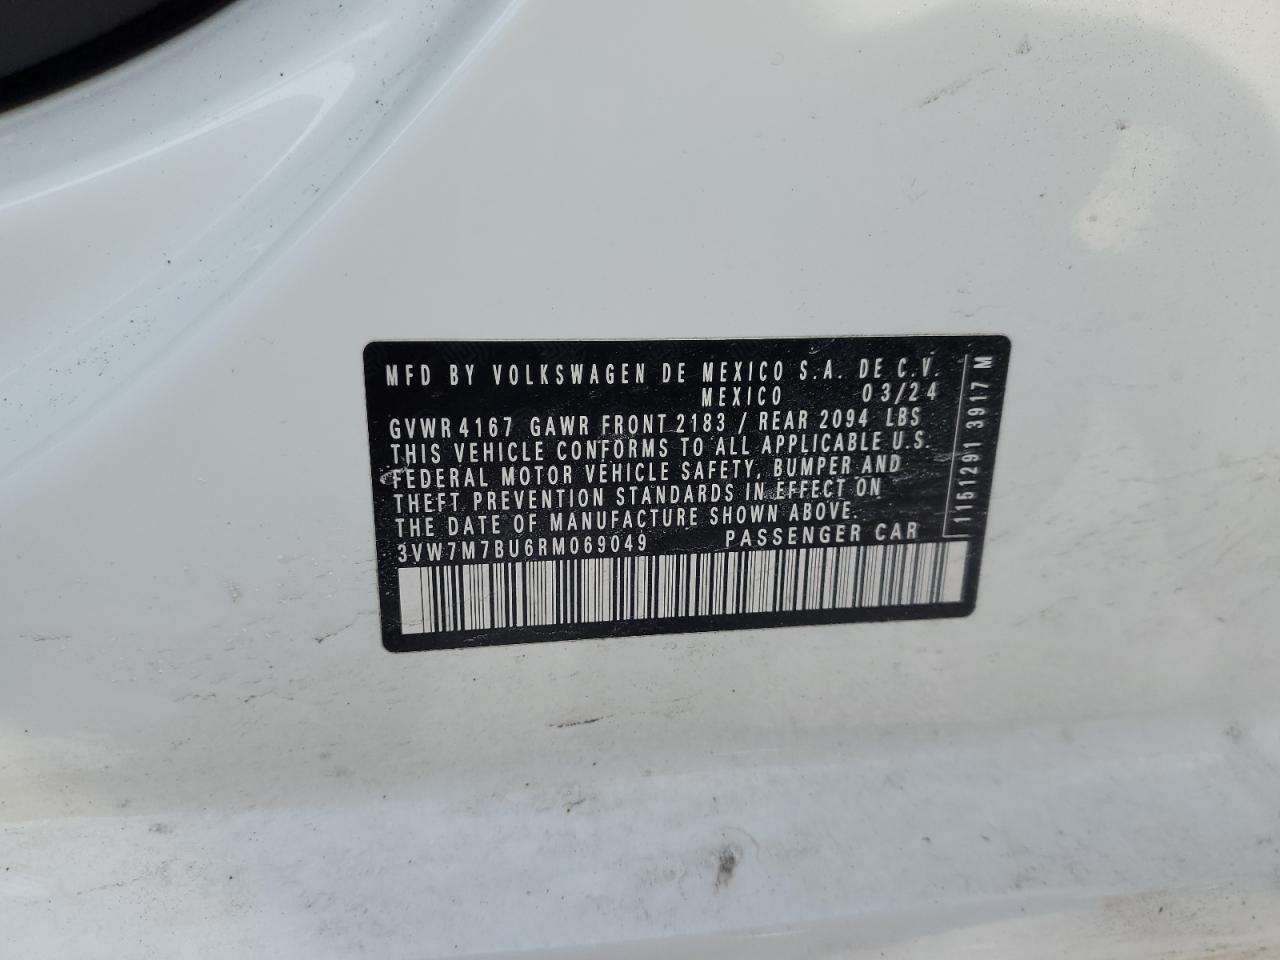 MFD BY VOLKSWAGEN DE MEXICO S.A. DE C.V.
MEXICO 03/24
GVWR 4167 GAWR FRONT 2183 / REAR 2094 LBS
THIS VEHICLE CONFORMS TO ALL APPLICABLE U.S.
FEDERAL MOTOR VEHICLE SAFETY, BUMPER AND
THEFT PREVENTION STANDARDS IN EFFECT ON
THE DATE OF MANUFACTURE SHOWN ABOVE.
3VW7M7BU6RM069049 PASSENGER CAR
1151291 3917 M